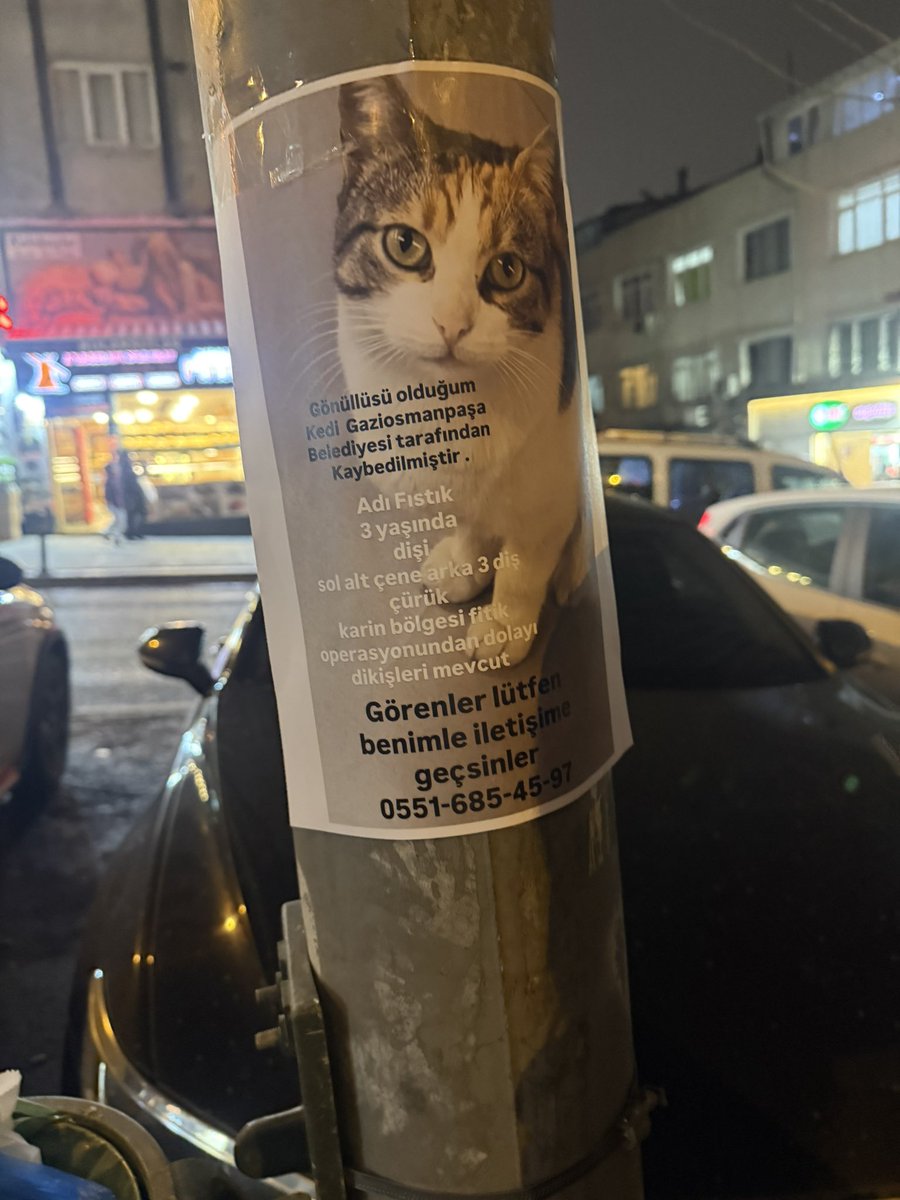 Gönüllüsü olduğum
Kedi Gaziosmanpaşa
Belediyesi tarafından
Kaybedilmiştir .
Adı Fıstık
3 yaşında
dişi
sol alt çene arka 3 diş
çürük
karin bölgesi fitik
operasyonundan dolayı
dikişleri mevcut
Görenler lütfen
benimle iletişime
geçsinler
0551-685-45-97